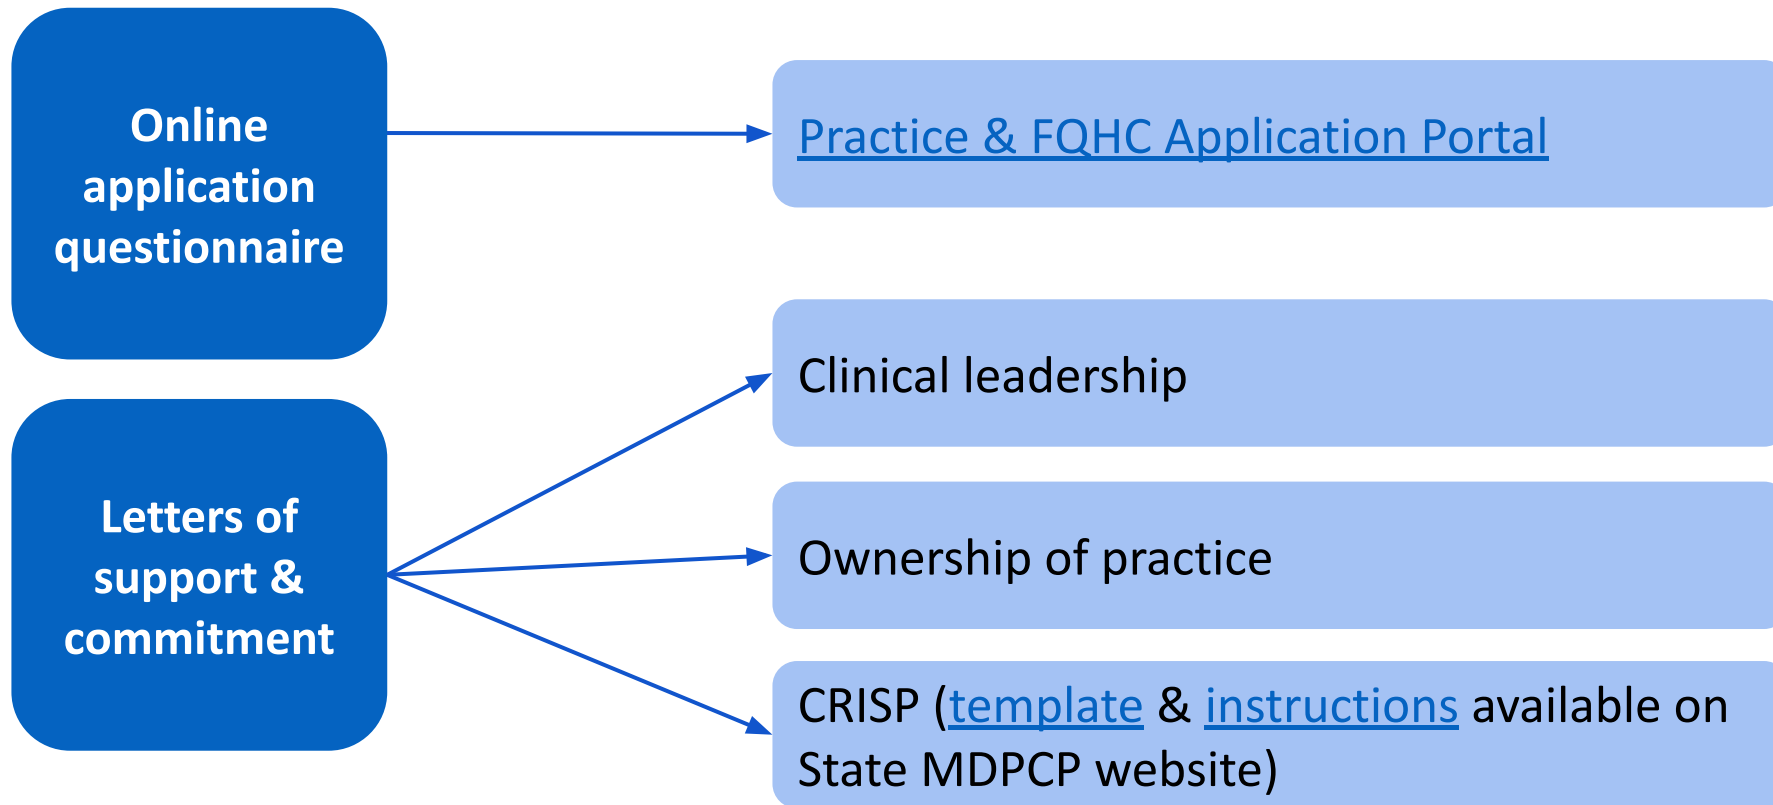 Online
application
questionnaire
Practice & FQHC Application Portal
Letters of
support &
commitment
Clinical leadership
Ownership of practice
CRISP (template & instructions available on
State MDPCP website)